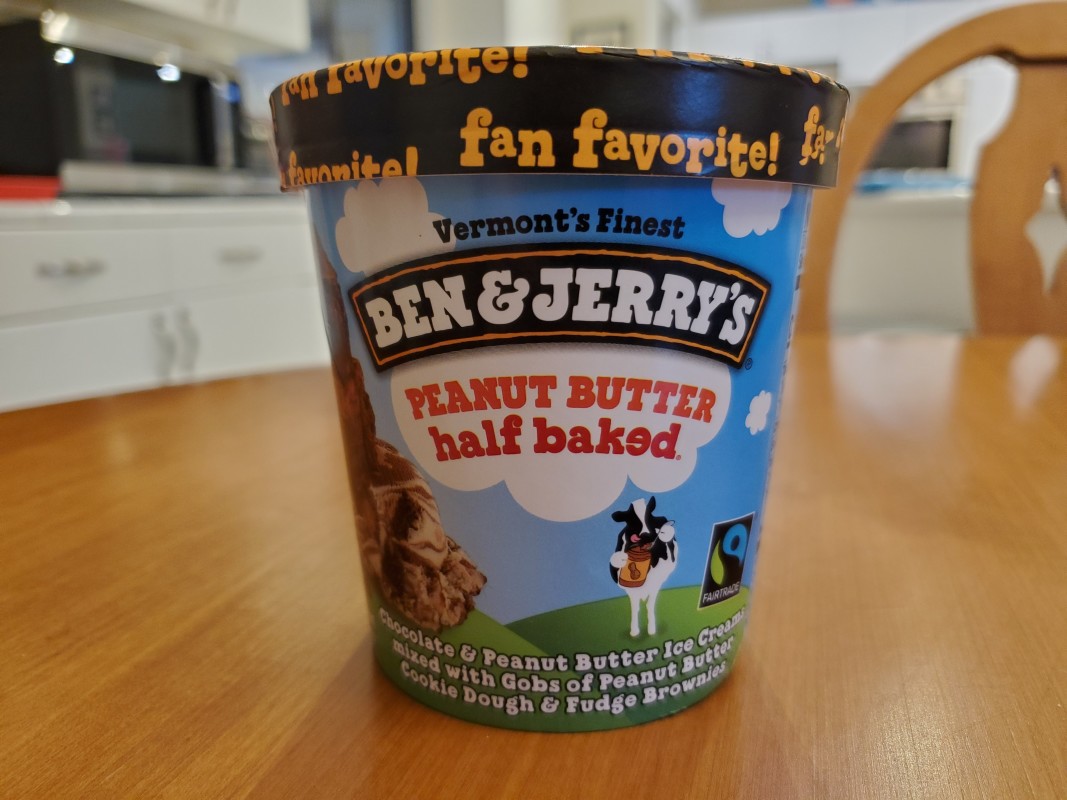 fan favorite!
fan favorite!
favorite!
Vermont's Finest
BEN & JERRY'S
PEANUT BUTTER
half baked
FAIRTRADE
Chocolate & Peanut Butter Ice Creams
mixed with Gobs of Peanut Butter
Cookie Dough & Fudge Brownies